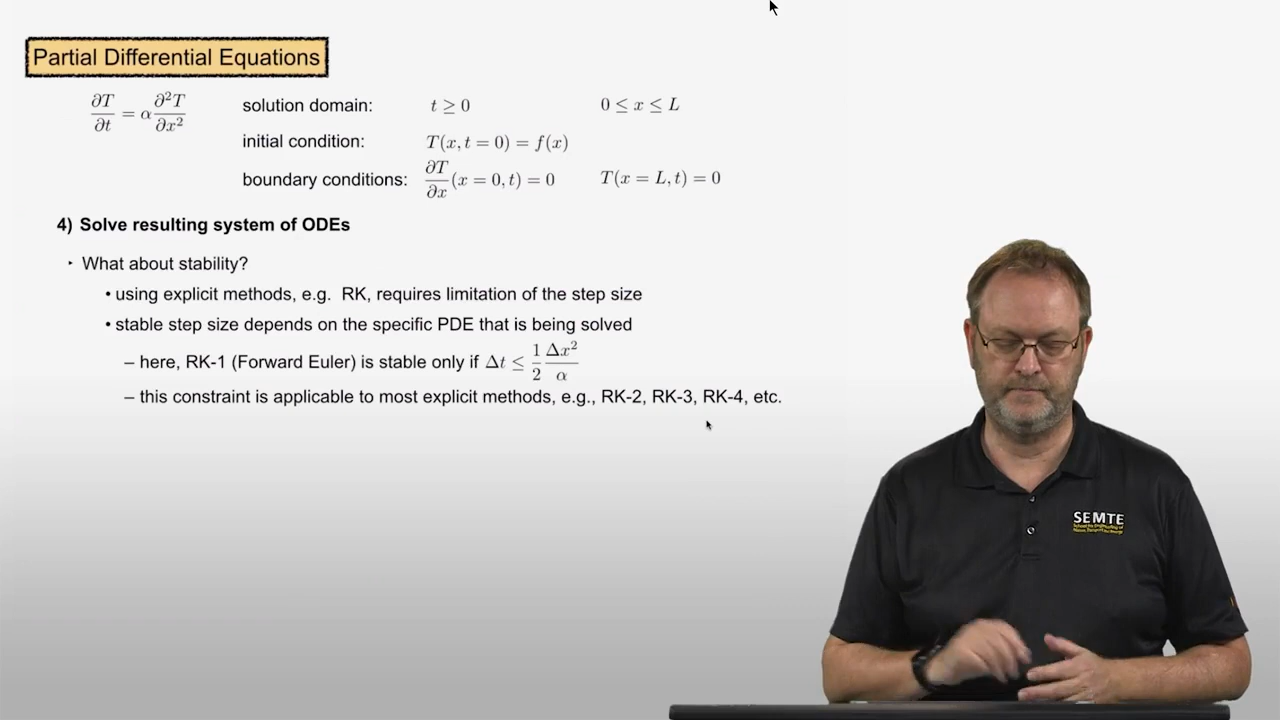 Partial Differential Equations
∂T/∂t = α ∂²T/∂x² solution domain: t ≥ 0 0 ≤ x ≤ L
initial condition: T(x, t = 0) = f(x)
boundary conditions: ∂T/∂x (x = 0, t) = 0 T(x = L, t) = 0
4) Solve resulting system of ODEs
‣ What about stability?
• using explicit methods, e.g. RK, requires limitation of the step size
• stable step size depends on the specific PDE that is being solved
– here, RK-1 (Forward Euler) is stable only if Δt ≤ 1/2 Δx²/α
– this constraint is applicable to most explicit methods, e.g., RK-2, RK-3, RK-4, etc.
SEMTE